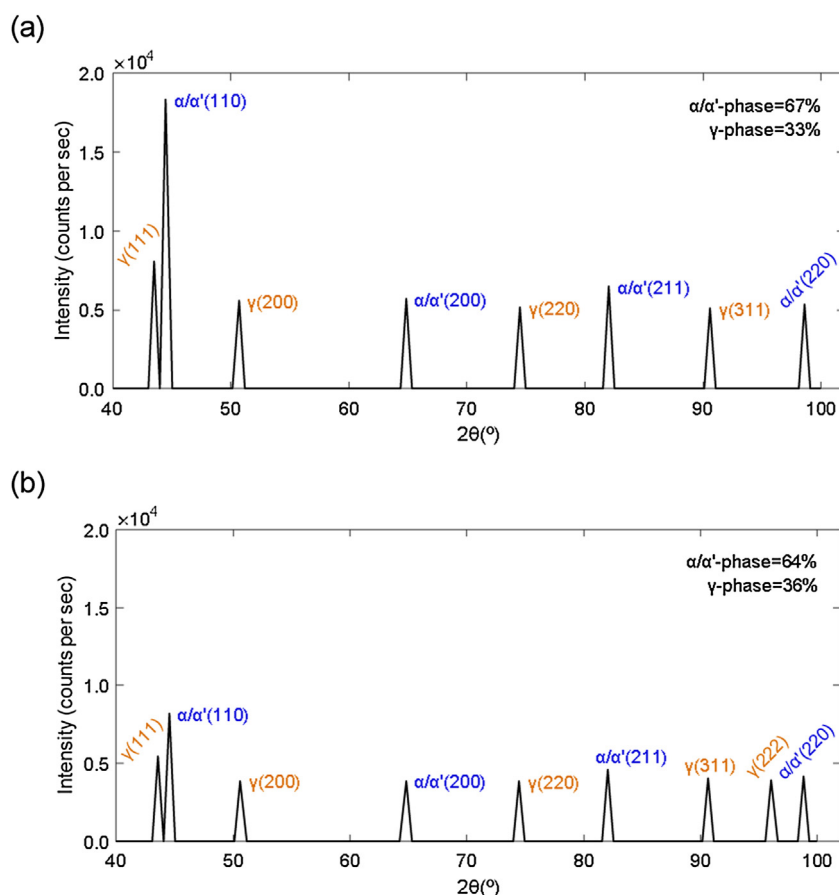 (a)
×10⁴
2.0
1.5
1.0
0.5
0.0
Intensity (counts per sec)
γ(111)
α/α'(110)
γ(200)
α/α'(200)
γ(220)
α/α'(211)
γ(311)
α/α'(220)
α/α'-phase=67%
γ-phase=33%
40 50 60 70 80 90 100
2θ(º)
(b)
×10⁴
2.0
1.5
1.0
0.5
0.0
Intensity (counts per sec)
γ(111)
α/α'(110)
γ(200)
α/α'(200)
γ(220)
α/α'(211)
γ(311)
γ(222)
α/α'(220)
α/α'-phase=64%
γ-phase=36%
40 50 60 70 80 90 100
2θ(º)